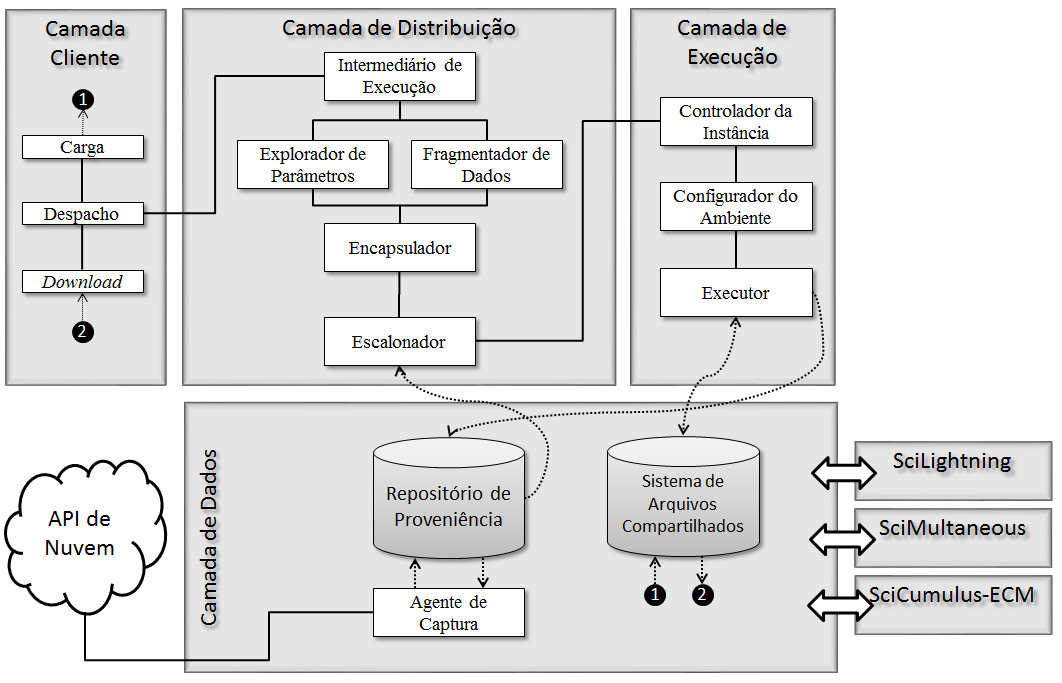 Camada
Cliente
1
Carga
Despacho
Download
2
Camada de Distribuição
Intermediário de
Execução
Explorador de
Parâmetros
Fragmentador de
Dados
Encapsulador
Escalonador
Camada de
Execução
Controlador da
Instância
Configurador do
Ambiente
Executor
API de
Nuvem
Camada de Dados
Repositório de
Proveniência
Agente de
Captura
Sistema de
Arquivos
Compartilhados
1
2
SciLightning
SciMultaneous
SciCumulus-ECM